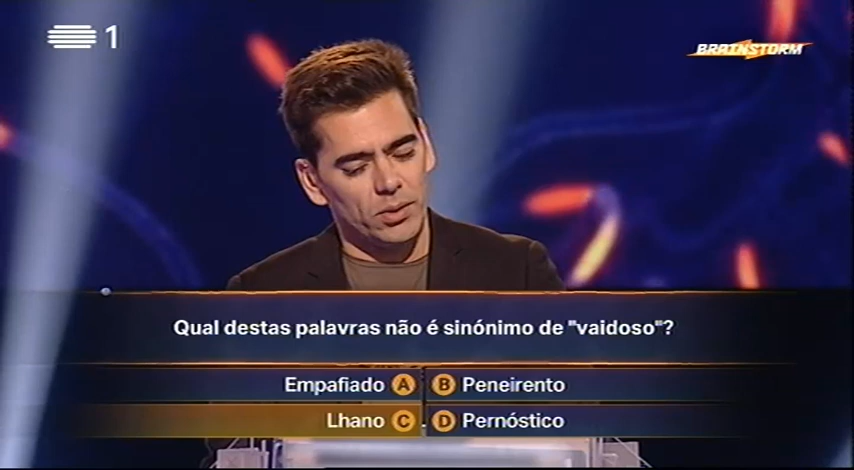 1
BRAINSTORM
Qual destas palavras não é sinónimo de "vaidoso"?
Empafiado A B Peneirento
Lhano C D Pernóstico